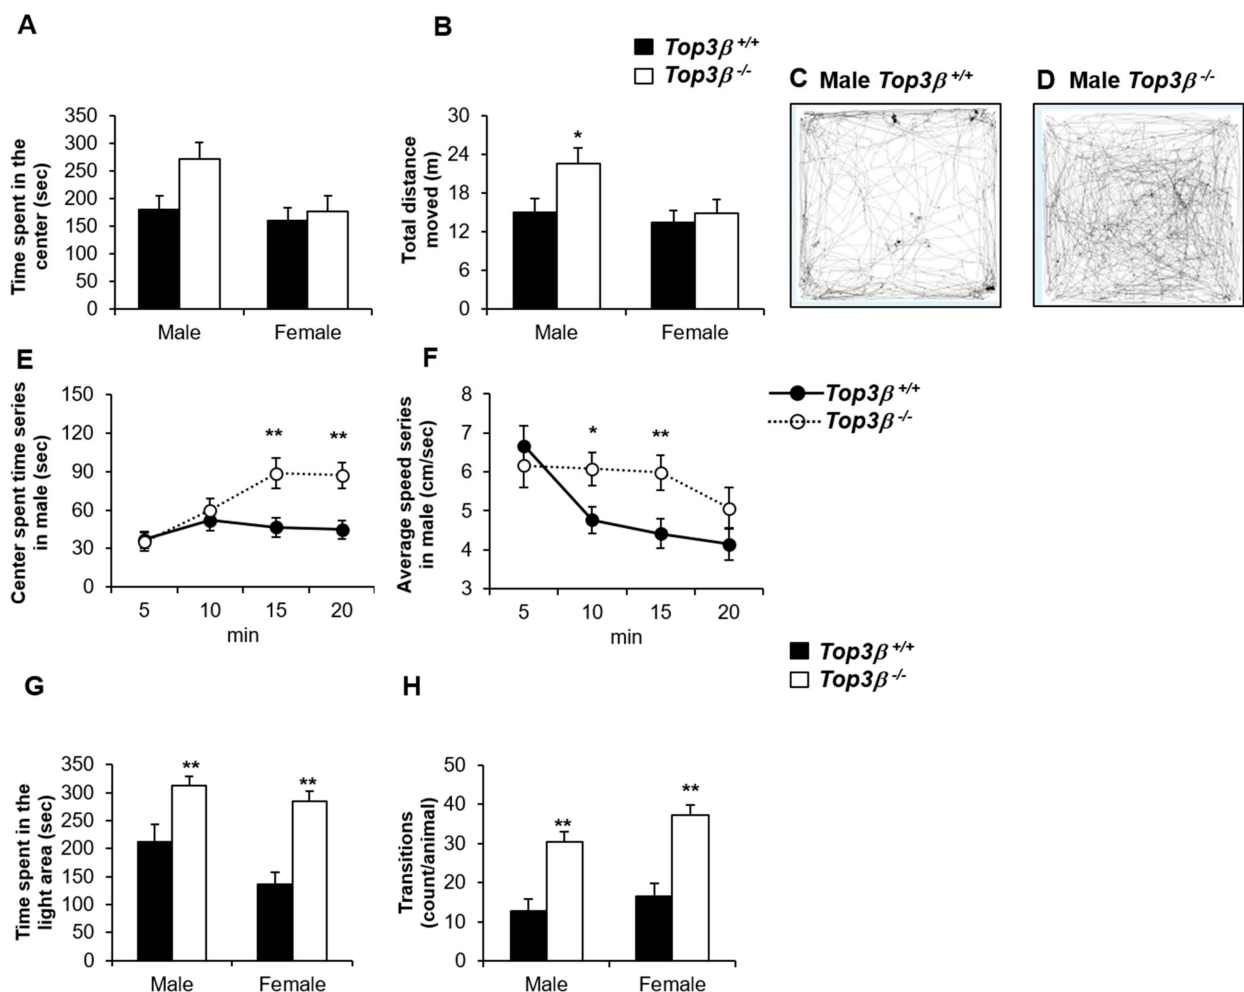 A
B
Top3β +/+
Top3β -/-
C Male Top3β +/+
D Male Top3β -/-
Time spent in the
center (sec)
350
300
250
200
150
100
50
0
Male
Female
Total distance
moved (m)
30
24
18
12
6
0
*
Male
Female
E
Center spent time series
in male (sec)
150
120
90
60
30
0
**
**
5
10
15
20
min
F
Average speed series
in male (cm/sec)
8
7
6
5
4
3
*
**
5
10
15
20
min
Top3β +/+
Top3β -/-
Top3β +/+
Top3β -/-
G
Time spent in the
light area (sec)
350
300
250
200
150
100
50
0
**
**
Male
Female
H
Transitions
(count/animal)
50
40
30
20
10
0
**
**
Male
Female